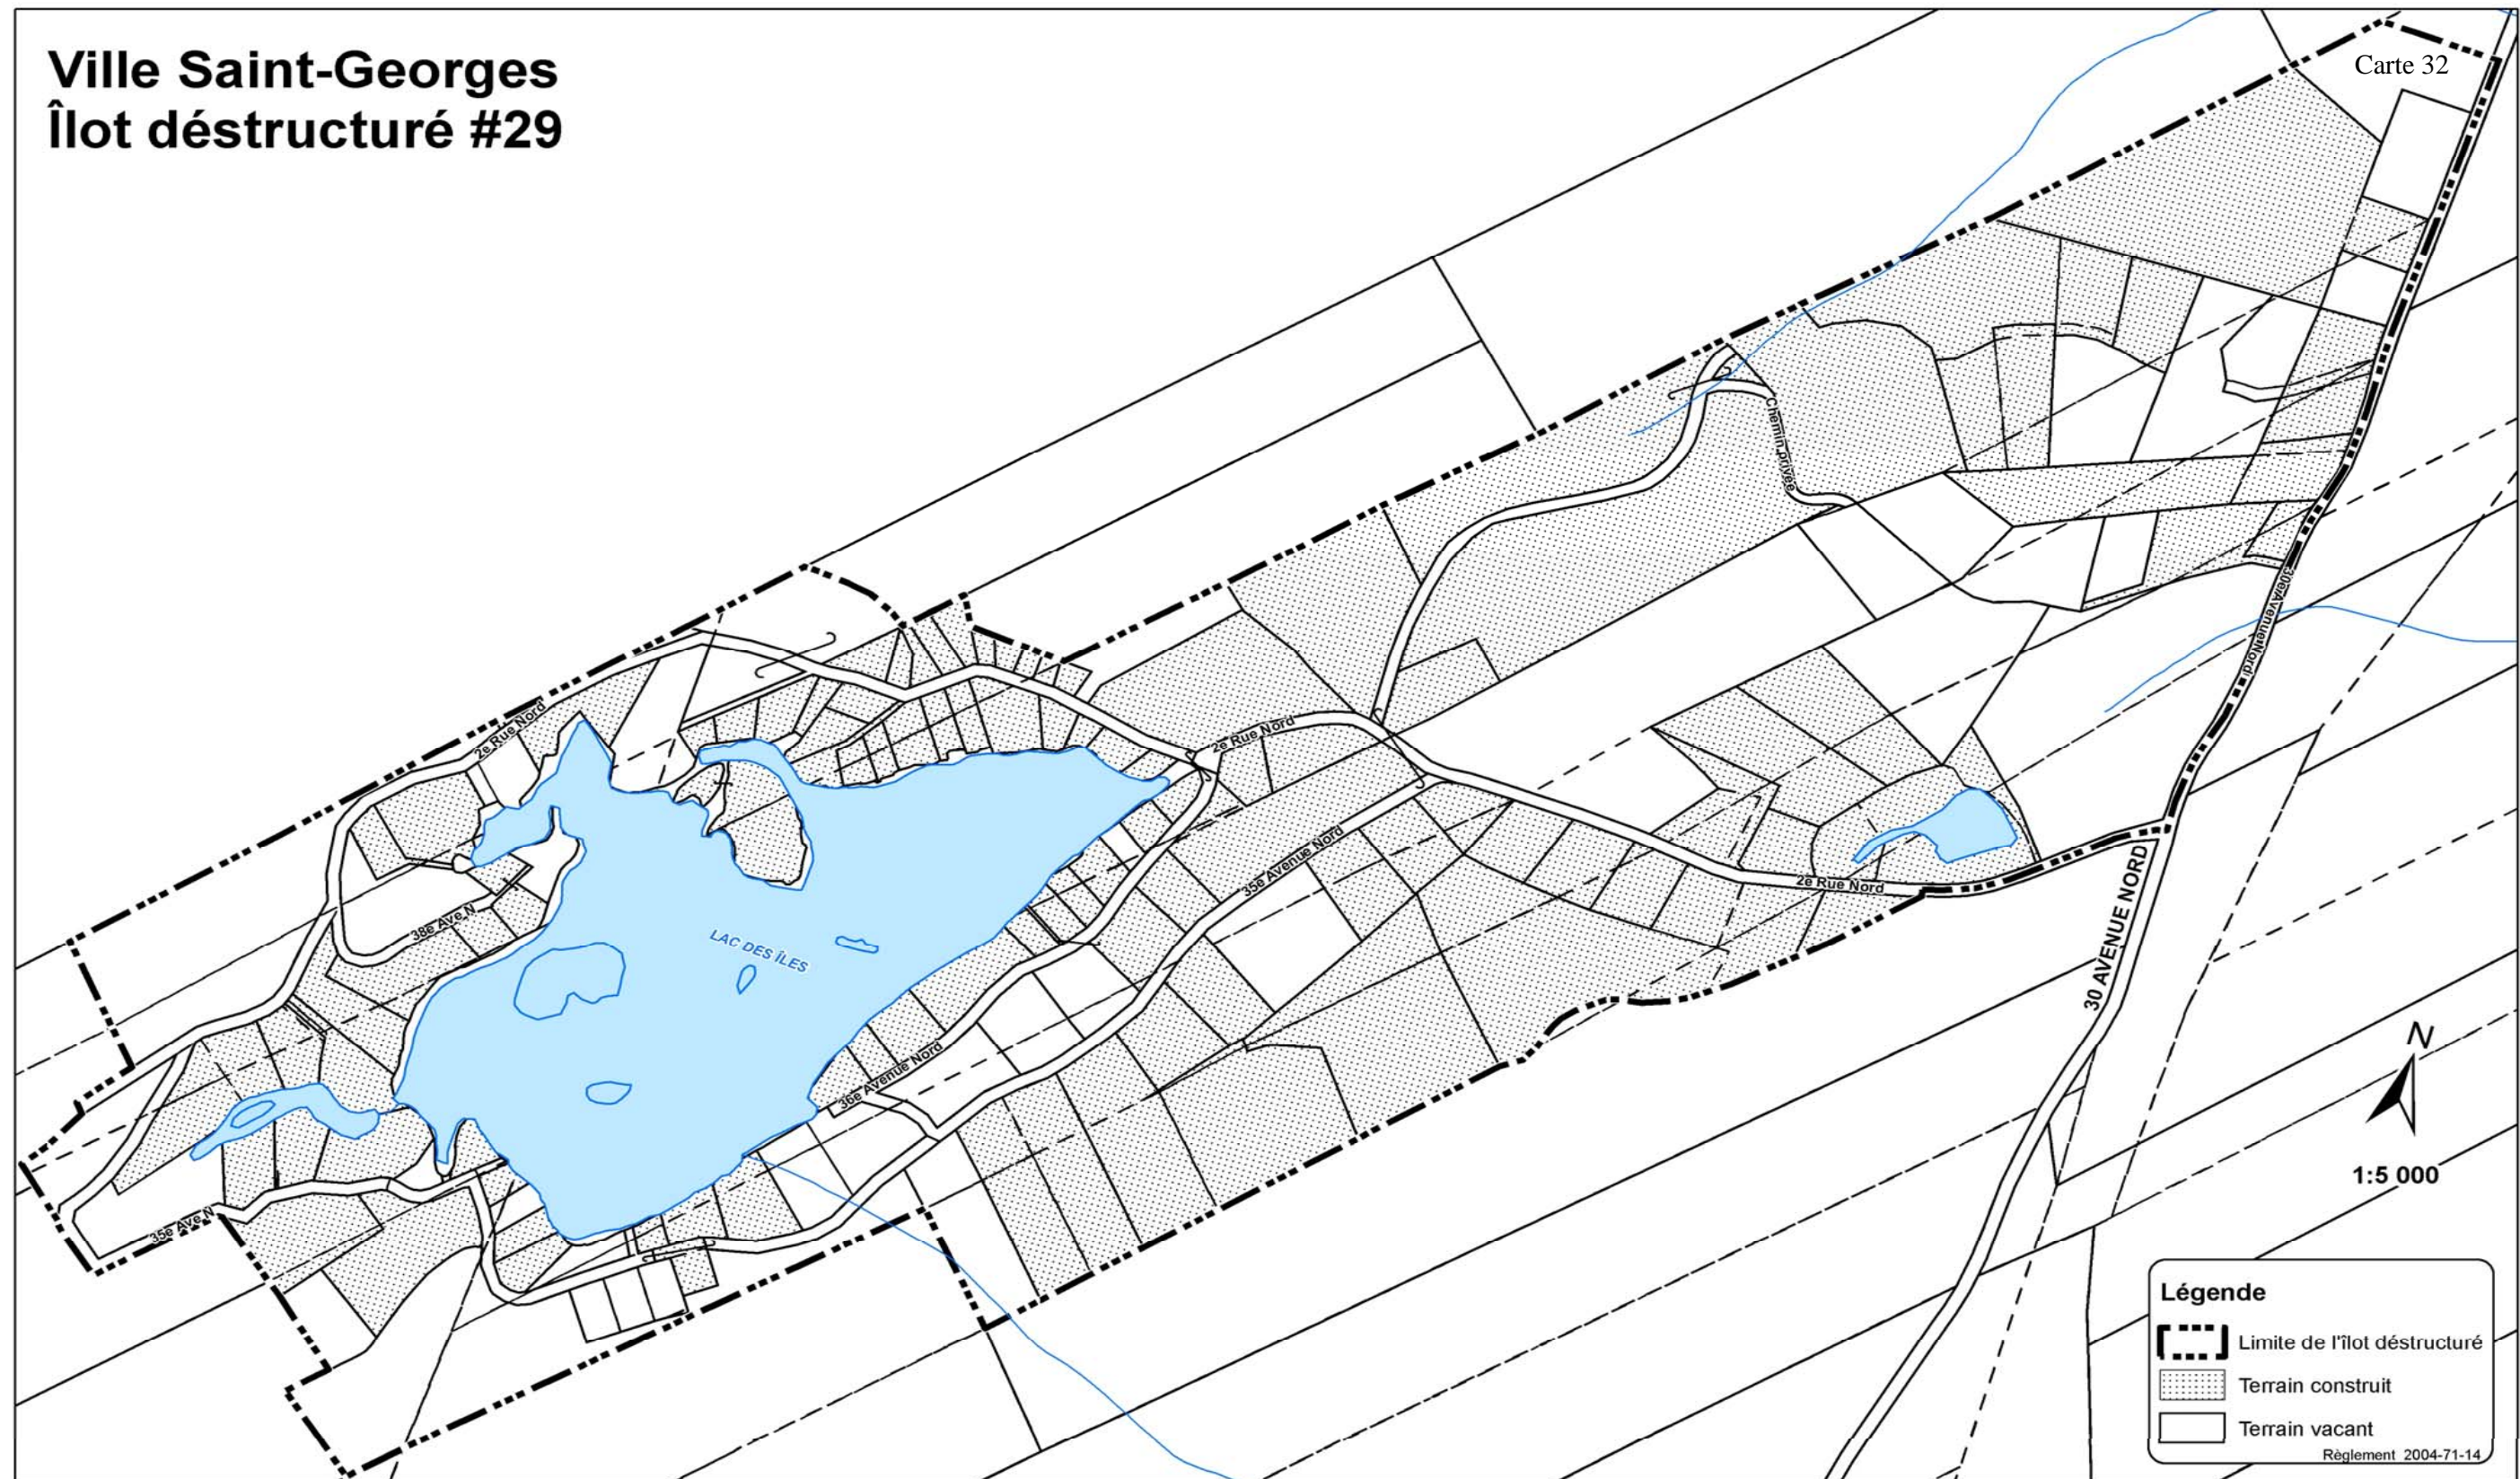 Ville Saint-Georges
Îlot déstructuré #29
Carte 32
Chemin privée
30e Avenue Nord
2e Rue Nord
2e Rue Nord
35e Avenue Nord
2e Rue Nord
38e Ave N
LAC DES ÎLES
30 AVENUE NORD
36e Avenue Nord
35e Ave N
N
1:5 000
Légende
Limite de l'îlot déstructuré
Terrain construit
Terrain vacant
Règlement 2004-71-14